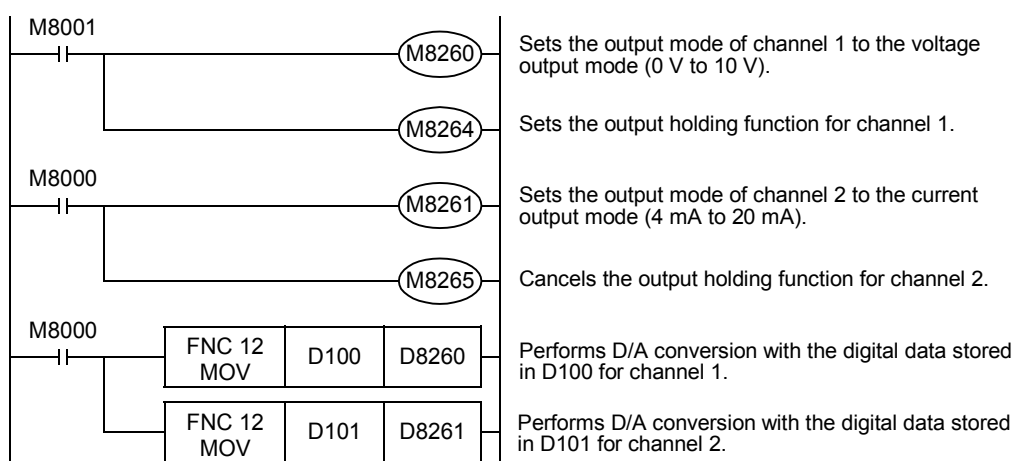 M8001
M8260
Sets the output mode of channel 1 to the voltage
output mode (0 V to 10 V).
M8264
Sets the output holding function for channel 1.
M8000
M8261
Sets the output mode of channel 2 to the current
output mode (4 mA to 20 mA).
M8265
Cancels the output holding function for channel 2.
M8000
FNC 12
MOV
D100
D8260
Performs D/A conversion with the digital data stored
in D100 for channel 1.
FNC 12
MOV
D101
D8261
Performs D/A conversion with the digital data stored
in D101 for channel 2.